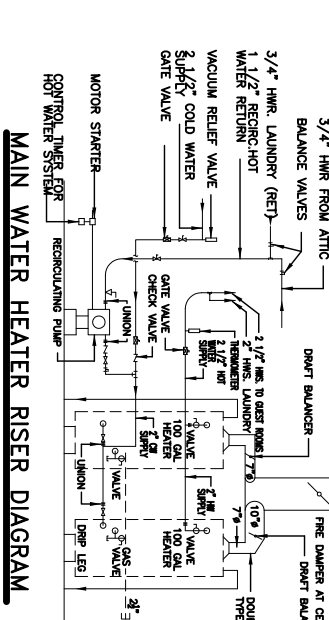 3/4" HWR FROM ATTIC
BALANCE VALVES
3/4" HWR. LAUNDRY (RET)
1 1/2" RECIRC.HOT
WATER RETURN
VACUUM RELIEF VALVE
2 1/2" COLD WATER
SUPPLY
GATE VALVE
MOTOR STARTER
CONTROL TIMER FOR
HOT WATER SYSTEM
RECIRCULATING PUMP
UNION
GATE VALVE
CHECK VALVE
2 1/2" HWS. TO GUEST ROOMS
2" HWS. LAUNDRY
THERMOMETER
2 1/2" HOT
WATER
SUPPLY
DRAFT BALANCER
7"ø
10"ø
7"ø
FIRE DAMPER AT CE
DRAFT BALA
DOU
TYPE
VALVE
100 GAL
HEATER
2" CW
SUPPLY
VALVE
UNION
2" HW
SUPPLY
VALVE
100 GAL
HEATER
GAS
VALVE
DRIP LEG
2½"
MAIN WATER HEATER RISER DIAGRAM